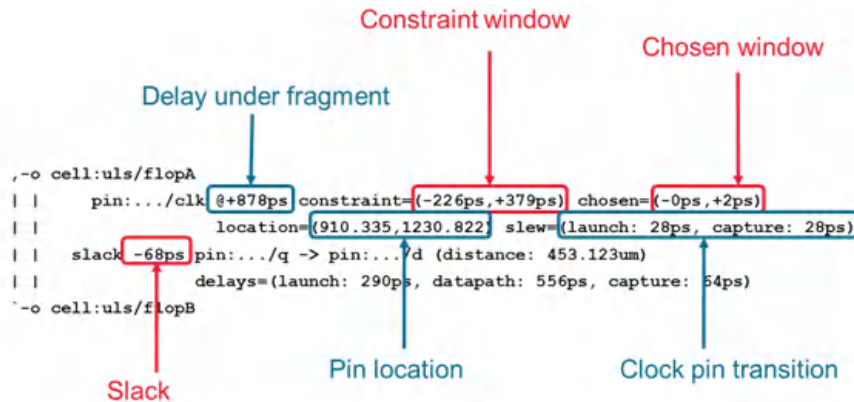 Constraint window
Chosen window
Delay under fragment
,-o cell:uls/flopA
| | pin:.../clk @+878ps constraint=(-226ps,+379ps) chosen=(-0ps,+2ps)
| | location=(910.335,1230.822) slew=(launch: 28ps, capture: 28ps)
| | slack -68ps pin:.../q -> pin:.../d (distance: 453.123um)
| | delays=(launch: 290ps, datapath: 556ps, capture: 64ps)
`-o cell:uls/flopB
Slack
Pin location
Clock pin transition